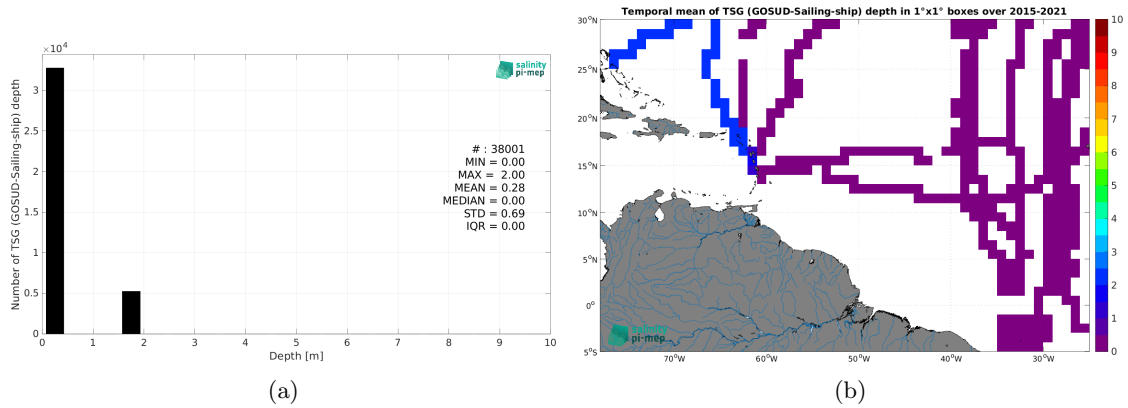 ×10⁴
3
2.5
2
1.5
1
0.5
0
Number of TSG (GOSUD-Sailing-ship) depth
0 1 2 3 4 5 6 7 8 9 10
Depth [m]
salinity
pi-mep
# : 38001
MIN = 0.00
MAX = 2.00
MEAN = 0.28
MEDIAN = 0.00
STD = 0.69
IQR = 0.00
(a)
Temporal mean of TSG (GOSUD-Sailing-ship) depth in 1°x1° boxes over 2015-2021
30°N
25°N
20°N
15°N
10°N
5°N
0°
5°S
70°W 60°W 50°W 40°W 30°W
salinity
pi-mep
10
9
8
7
6
5
4
3
2
1
0
(b)